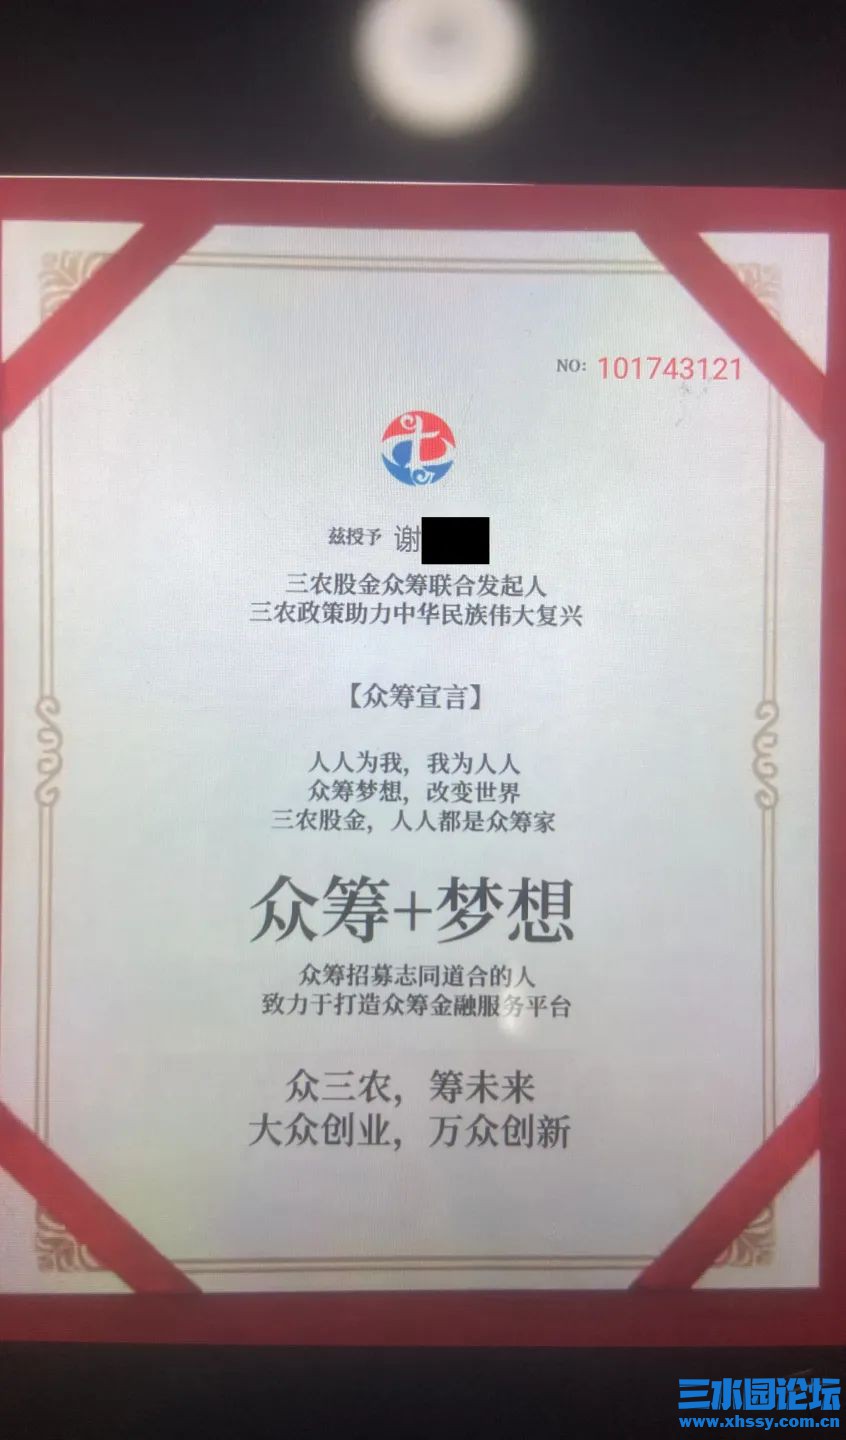 NO: 101743121
兹授予 谢
三农股金众筹联合发起人
三农政策助力中华民族伟大复兴
【众筹宣言】
人人为我，我为人人
众筹梦想，改变世界
三农股金，人人都是众筹家
众筹+梦想
众筹招募志同道合的人
致力于打造众筹金融服务平台
众三农，筹未来
大众创业，万众创新
三水园论坛
www.xhssy.com.cn